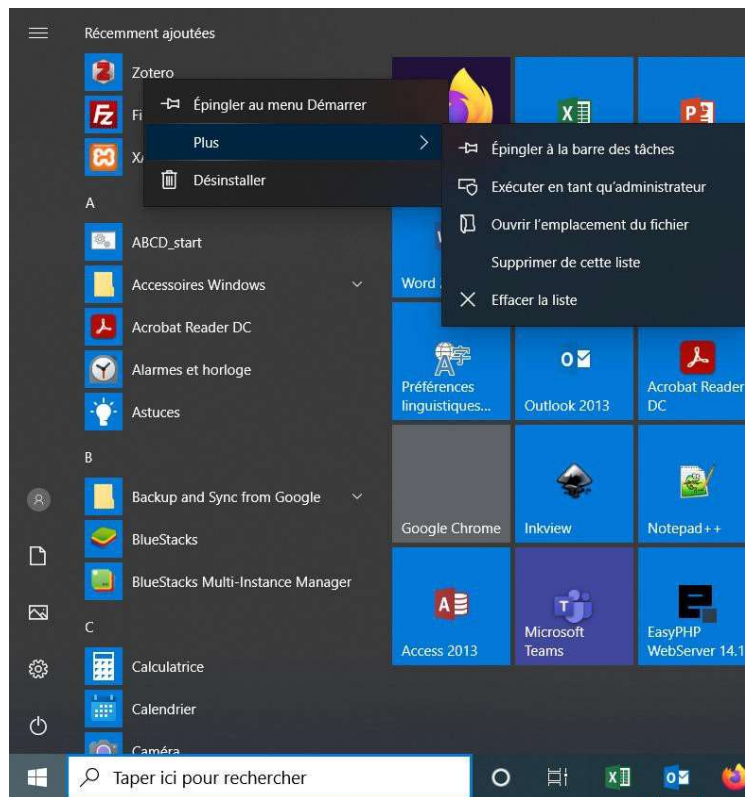 Récemment ajoutées
Zotero
Épingler au menu Démarrer
Fi
Plus
X
Désinstaller
Épingler à la barre des tâches
Exécuter en tant qu'administrateur
Ouvrir l'emplacement du fichier
Supprimer de cette liste
Effacer la liste
A
ABCD_start
Accessoires Windows
Acrobat Reader DC
Alarmes et horloge
Astuces
B
Backup and Sync from Google
BlueStacks
BlueStacks Multi-Instance Manager
C
Calculatrice
Calendrier
Caméra
Word
Préférences
linguistiques...
Outlook 2013
Acrobat Reader
DC
Google Chrome
Inkview
Notepad++
Access 2013
Microsoft
Teams
EasyPHP
WebServer 14.1
Taper ici pour rechercher